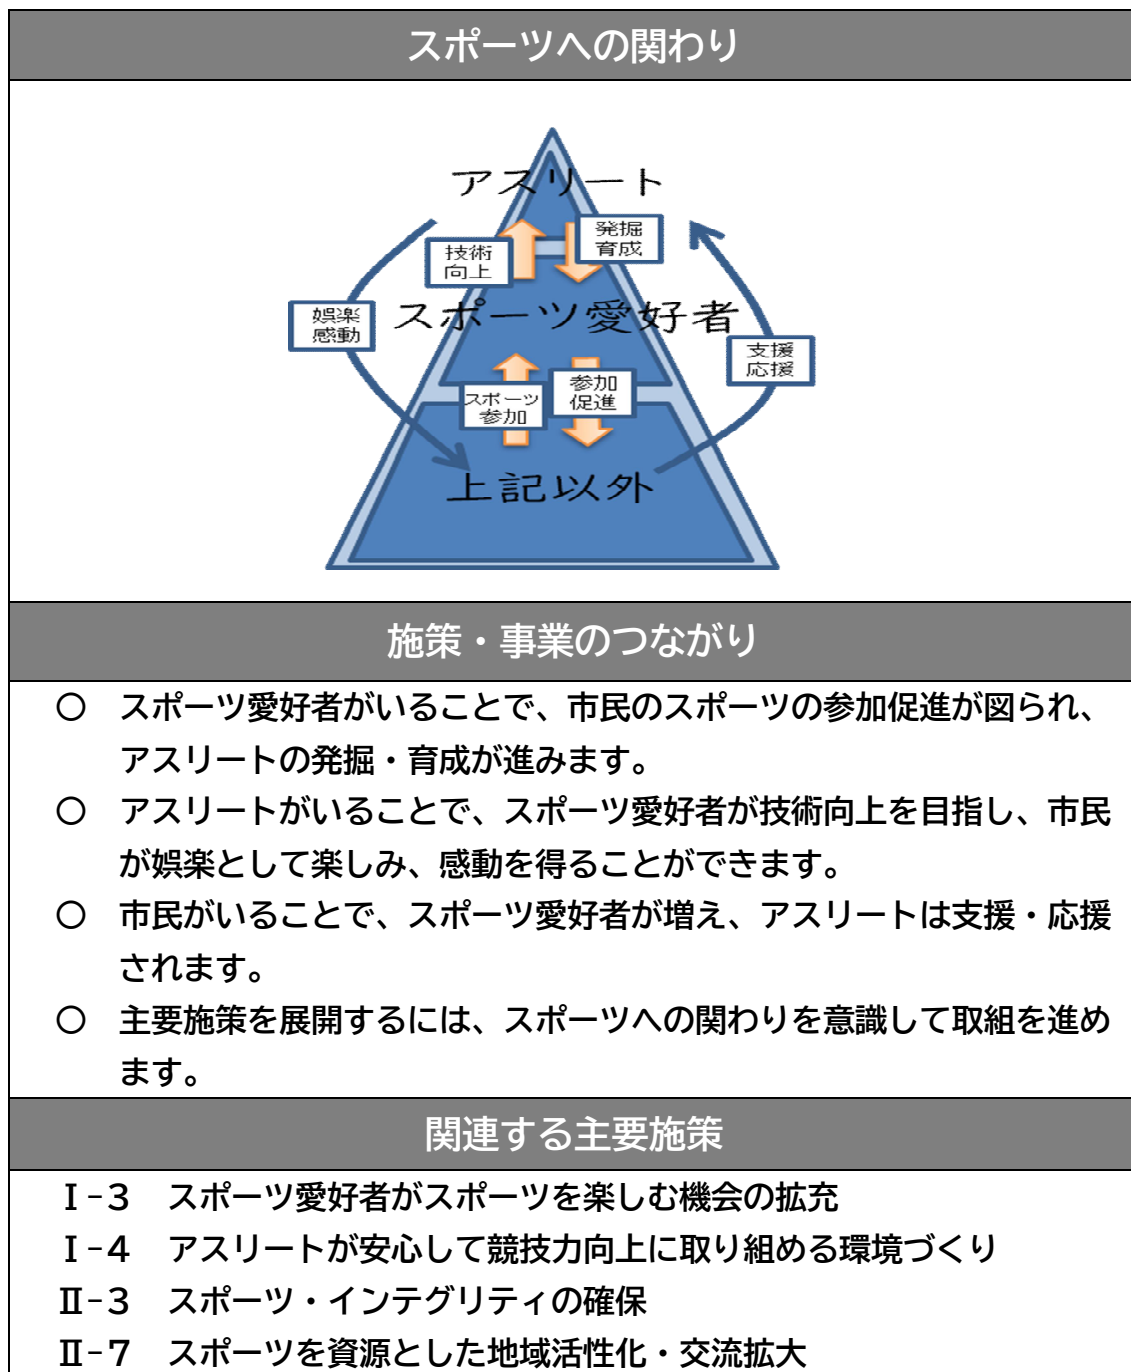 スポーツへの関わり
アスリート
技術
向上
発掘
育成
娯楽
感動
スポーツ愛好者
支援
応援
スポーツ
参加
参加
促進
上記以外
施策・事業のつながり
○　スポーツ愛好者がいることで、市民のスポーツの参加促進が図られ、
アスリートの発掘・育成が進みます。
○　アスリートがいることで、スポーツ愛好者が技術向上を目指し、市民
が娯楽として楽しみ、感動を得ることができます。
○　市民がいることで、スポーツ愛好者が増え、アスリートは支援・応援
されます。
○　主要施策を展開するには、スポーツへの関わりを意識して取組を進め
ます。
関連する主要施策
Ⅰ-３　スポーツ愛好者がスポーツを楽しむ機会の拡充
Ⅰ-４　アスリートが安心して競技力向上に取り組める環境づくり
Ⅱ-３　スポーツ・インテグリティの確保
Ⅱ-７　スポーツを資源とした地域活性化・交流拡大